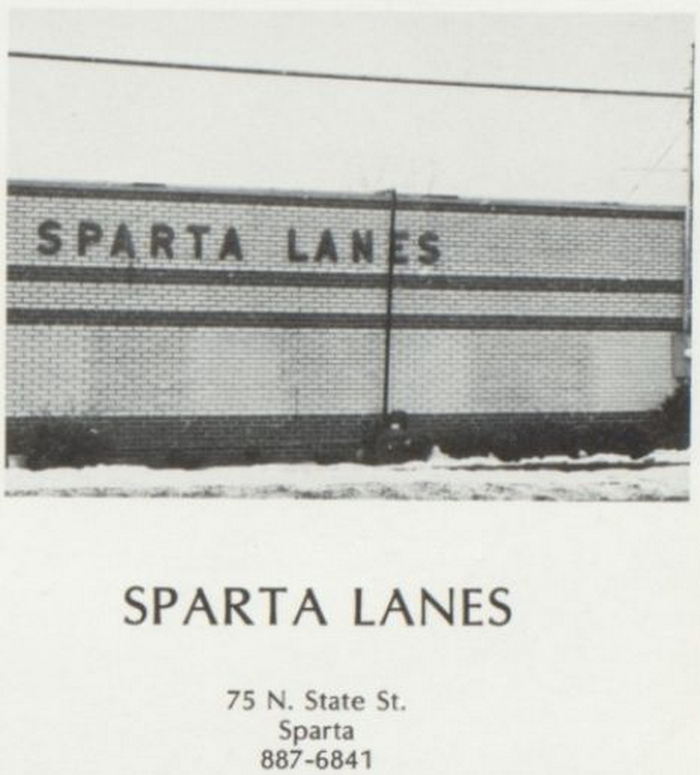 SPARTA LANES
SPARTA LANES
75 N. State St.
Sparta
887-6841